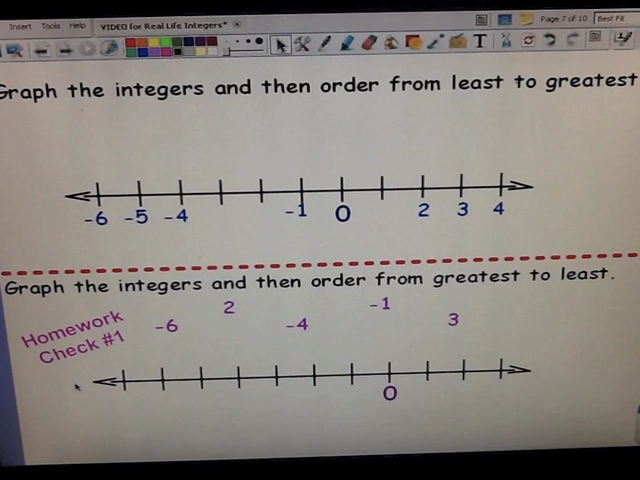 Insert Tools Help VIDEO for Real Life Integers* Page 7 of 10 Best Fit
T
Graph the integers and then order from least to greatest
-6 -5 -4 -1 0 2 3 4
Graph the integers and then order from greatest to least.
Homework
Check #1
-6 2 -4 -1 3
0